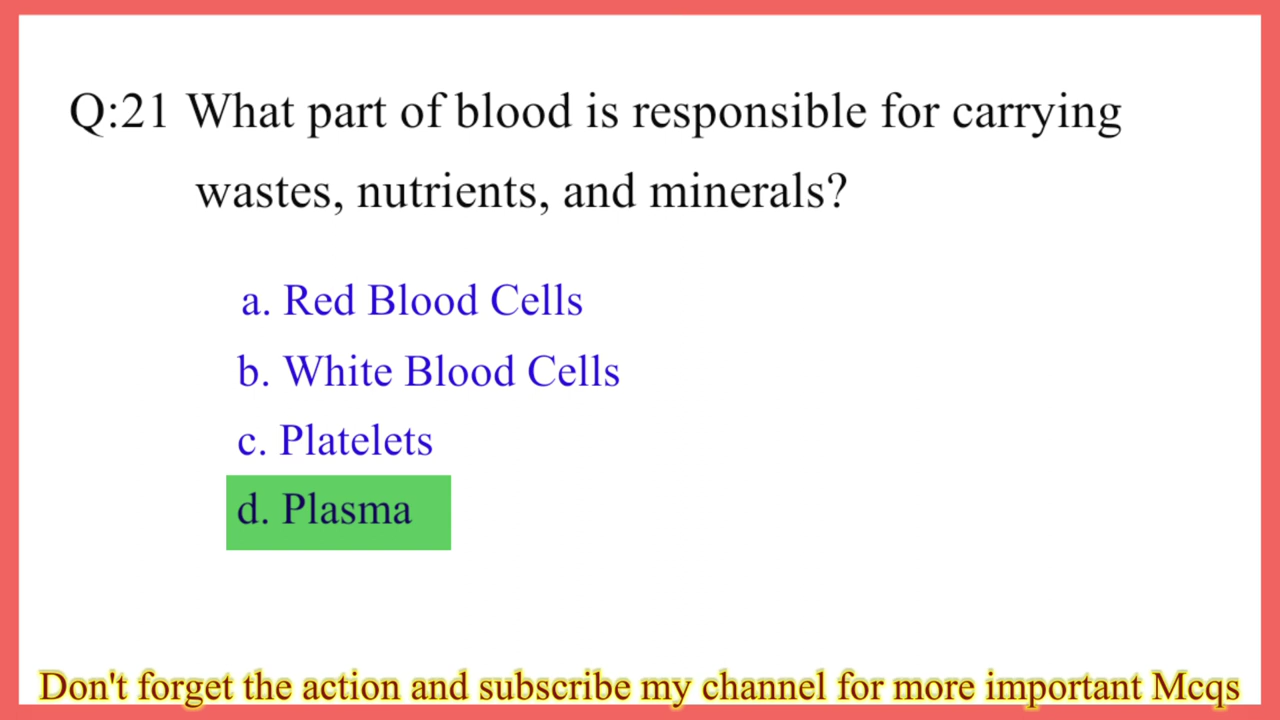 Q:21 What part of blood is responsible for carrying
wastes, nutrients, and minerals?
a. Red Blood Cells
b. White Blood Cells
c. Platelets
d. Plasma
Don't forget the action and subscribe my channel for more important Mcqs